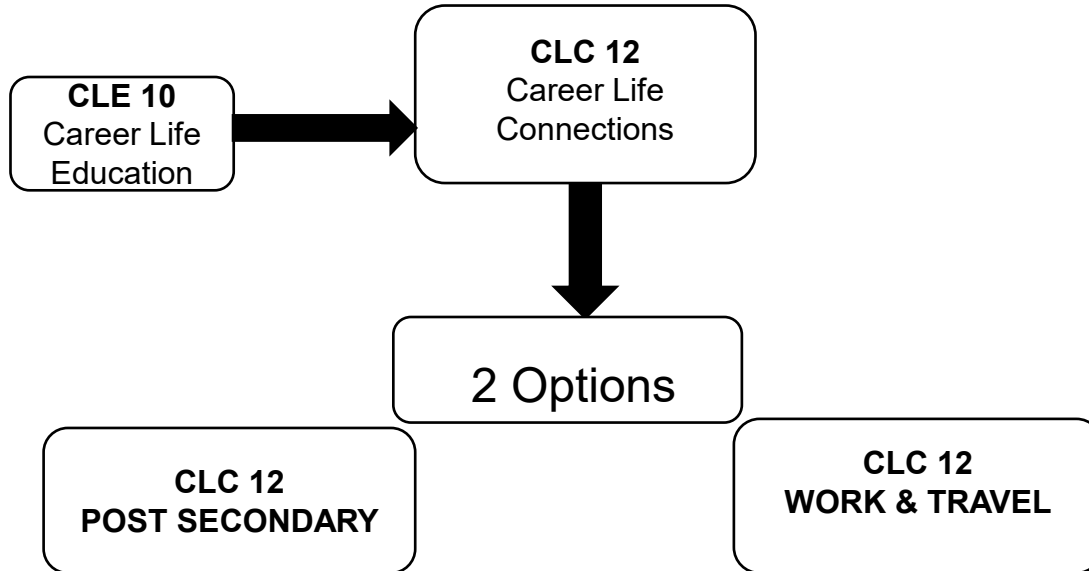 CLE 10
Career Life
Education
CLC 12
Career Life
Connections
2 Options
CLC 12
POST SECONDARY
CLC 12
WORK & TRAVEL